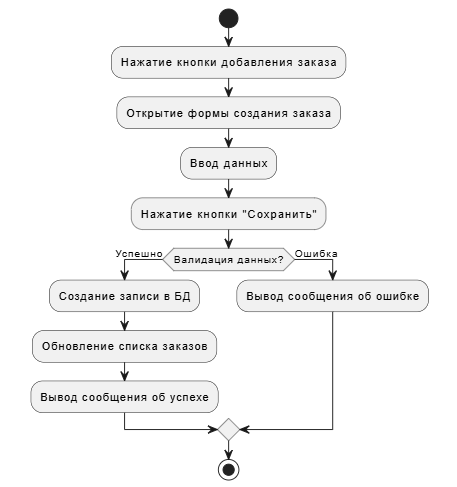 Нажатие кнопки добавления заказа
Открытие формы создания заказа
Ввод данных
Нажатие кнопки "Сохранить"
Валидация данных?
Успешно
Ошибка
Создание записи в БД
Вывод сообщения об ошибке
Обновление списка заказов
Вывод сообщения об успехе